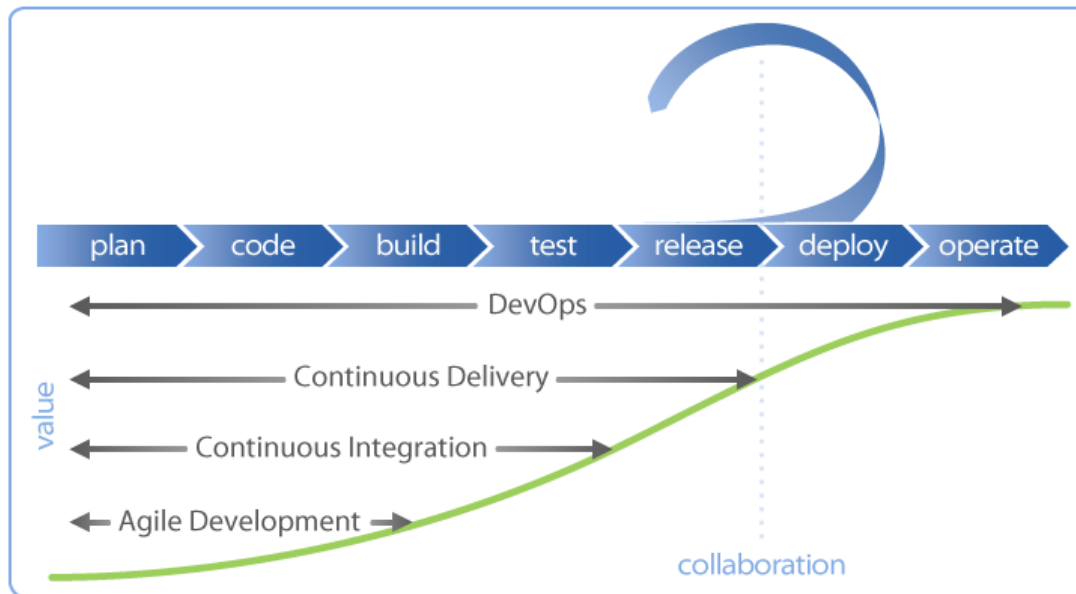 plan
code
build
test
release
deploy
operate
DevOps
Continuous Delivery
value
Continuous Integration
Agile Development
collaboration